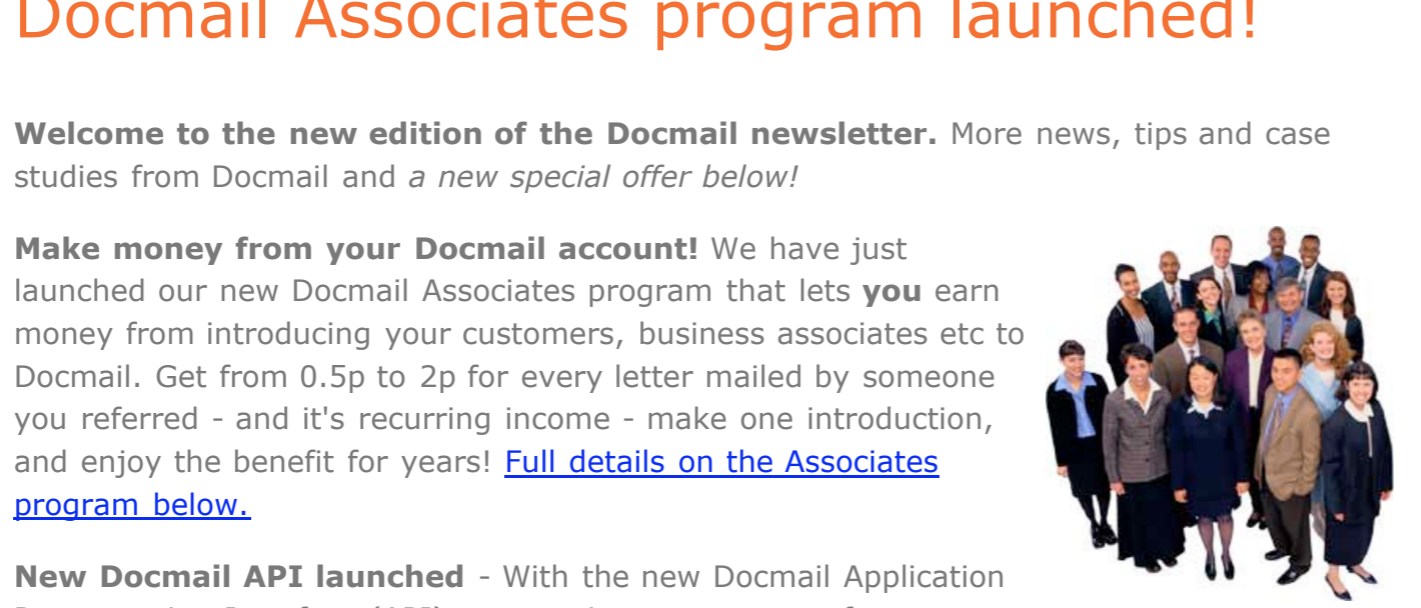 Docmail Associates program launched!
Welcome to the new edition of the Docmail newsletter. More news, tips and case
studies from Docmail and a new special offer below!
Make money from your Docmail account! We have just
launched our new Docmail Associates program that lets you earn
money from introducing your customers, business associates etc to
Docmail. Get from 0.5p to 2p for every letter mailed by someone
you referred - and it's recurring income - make one introduction,
and enjoy the benefit for years! Full details on the Associates
program below.
New Docmail API launched - With the new Docmail Application